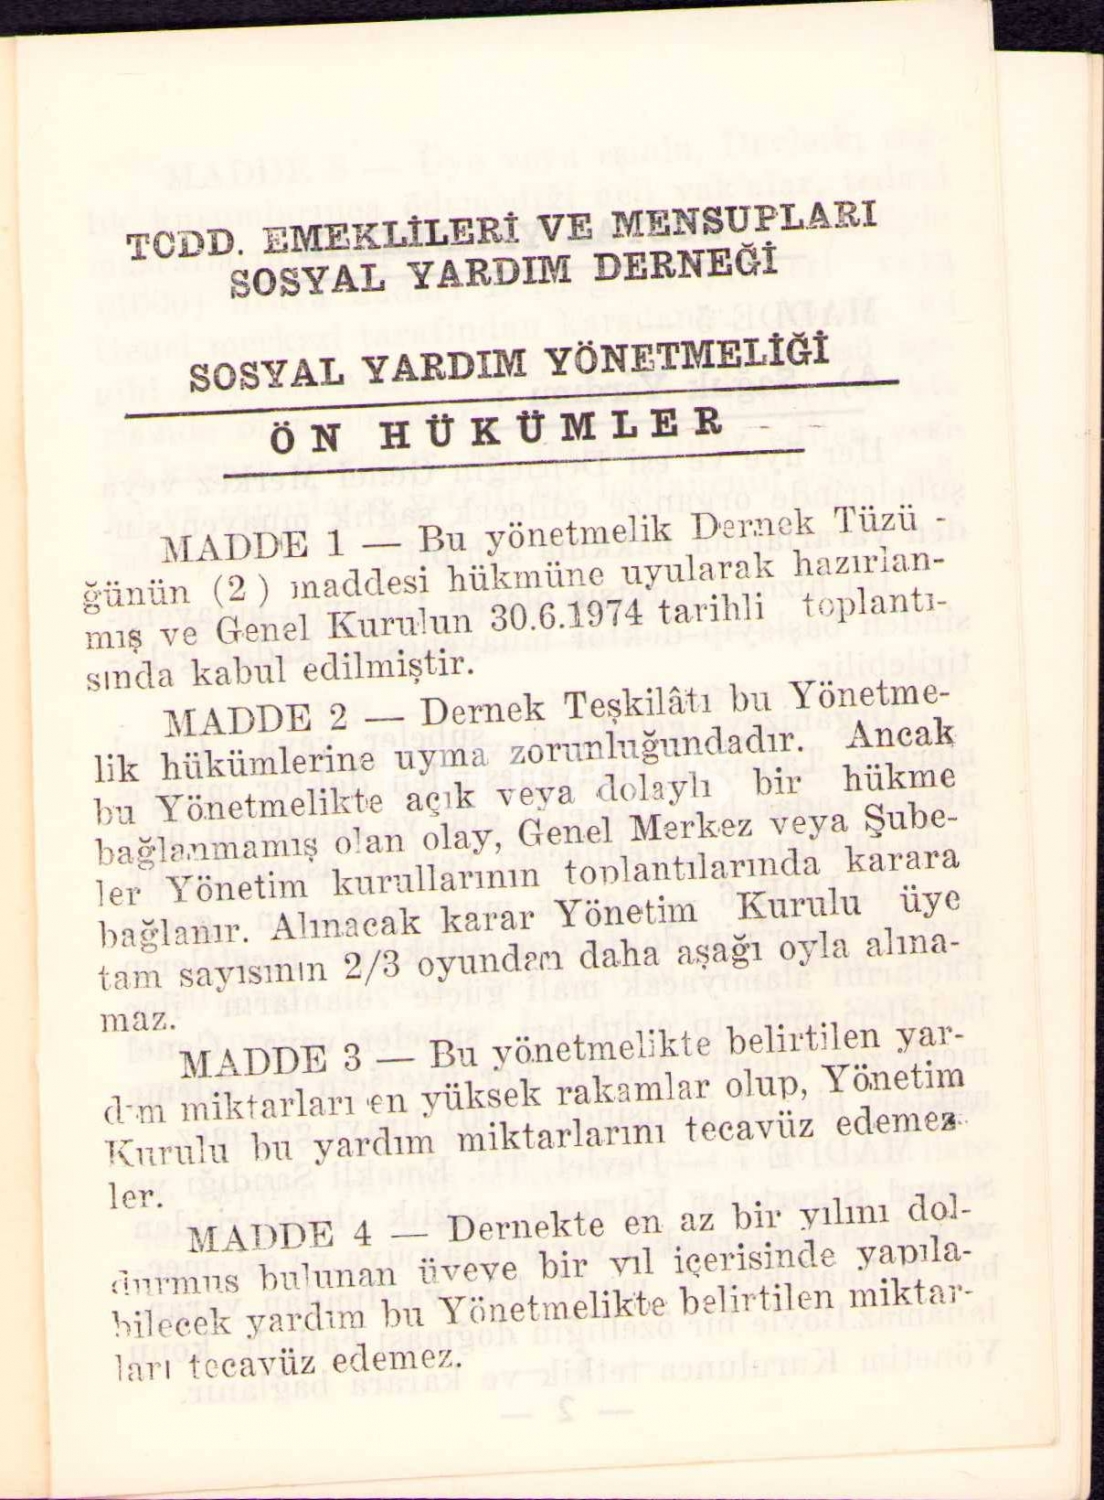 TCDD. EMEKLİLERİ VE MENSUPLARI
SOSYAL YARDIM DERNEĞİ
SOSYAL YARDIM YÖNETMELİĞİ
ÖN HÜKÜMLER
MADDE 1 — Bu yönetmelik Dernek Tüzü -
ğünün (2 ) maddesi hükmüne uyularak hazırlan-
mış ve Genel Kurulun 30.6.1974 tarihli toplantı-
sında kabul edilmiştir.
MADDE 2 — Dernek Teşkilâtı bu Yönetme-
lik hükümlerine uyma zorunluğundadır. Ancak
bu Yönetmelikte açık veya dolaylı bir hükme
bağlanmamış olan olay, Genel Merkez veya Şube-
ler Yönetim kurullarının toplantılarında karara
bağlanır. Alınacak karar Yönetim Kurulu üye
tam sayısının 2/3 oyundan daha aşağı oyla alına-
maz.
MADDE 3 — Bu yönetmelikte belirtilen yar-
dım miktarları en yüksek rakamlar olup, Yönetim
Kurulu bu yardım miktarlarını tecavüz edemez-
ler.
MADDE 4 — Dernekte en az bir yılını dol-
durmuş bulunan üyeye bir yıl içerisinde yapıla-
bilecek yardım bu Yönetmelikte belirtilen miktar-
ları tecavüz edemez.